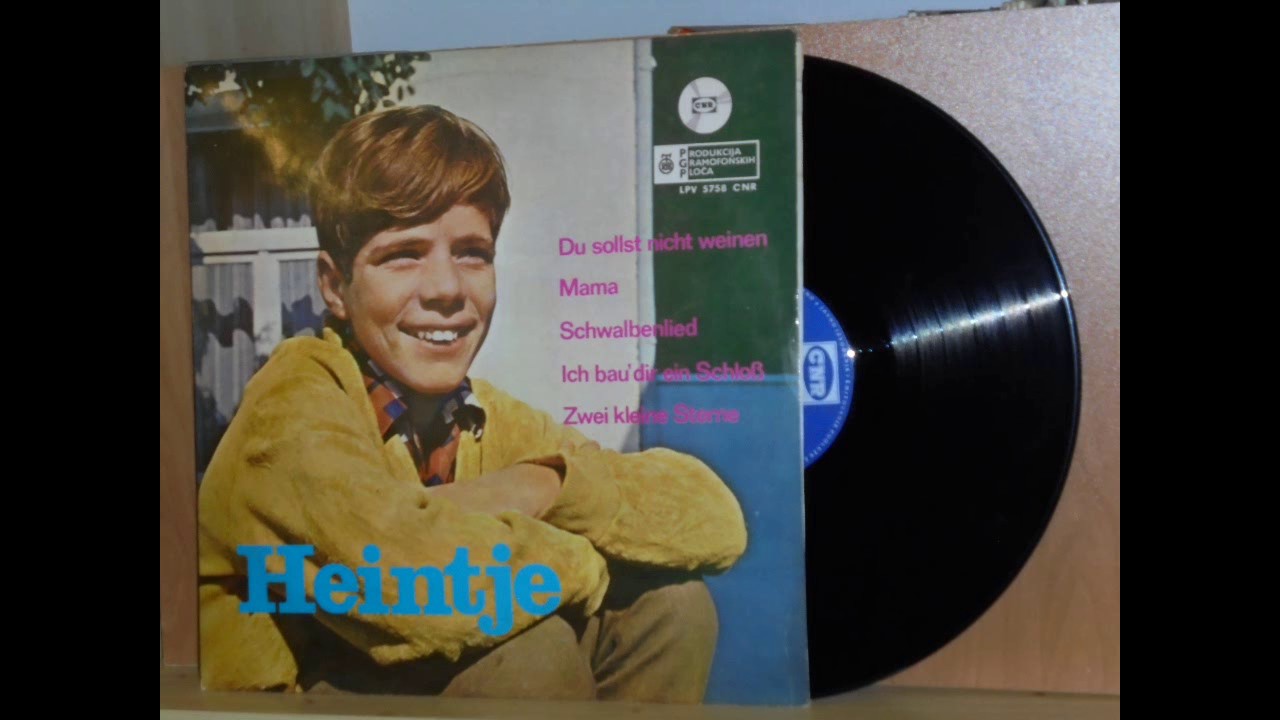 CNR
PGP
PRODUKCIJA
GRAMOFONSKIH
PLOČA
LPV 5758 CNR
Du sollst nicht weinen
Mama
Schwalbenlied
Ich bau'dir ein Schloß
Zwei kleine Sterne
Heintje
CNR